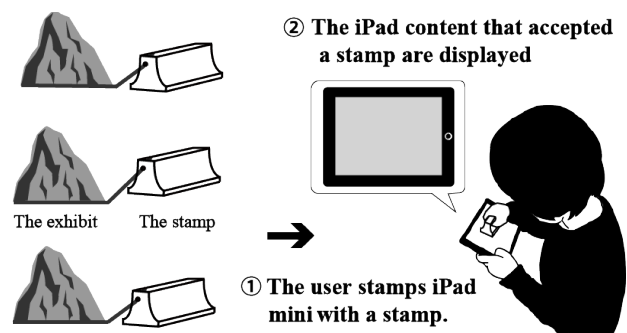 ② The iPad content that accepted
a stamp are displayed
The exhibit
The stamp
① The user stamps iPad
mini with a stamp.